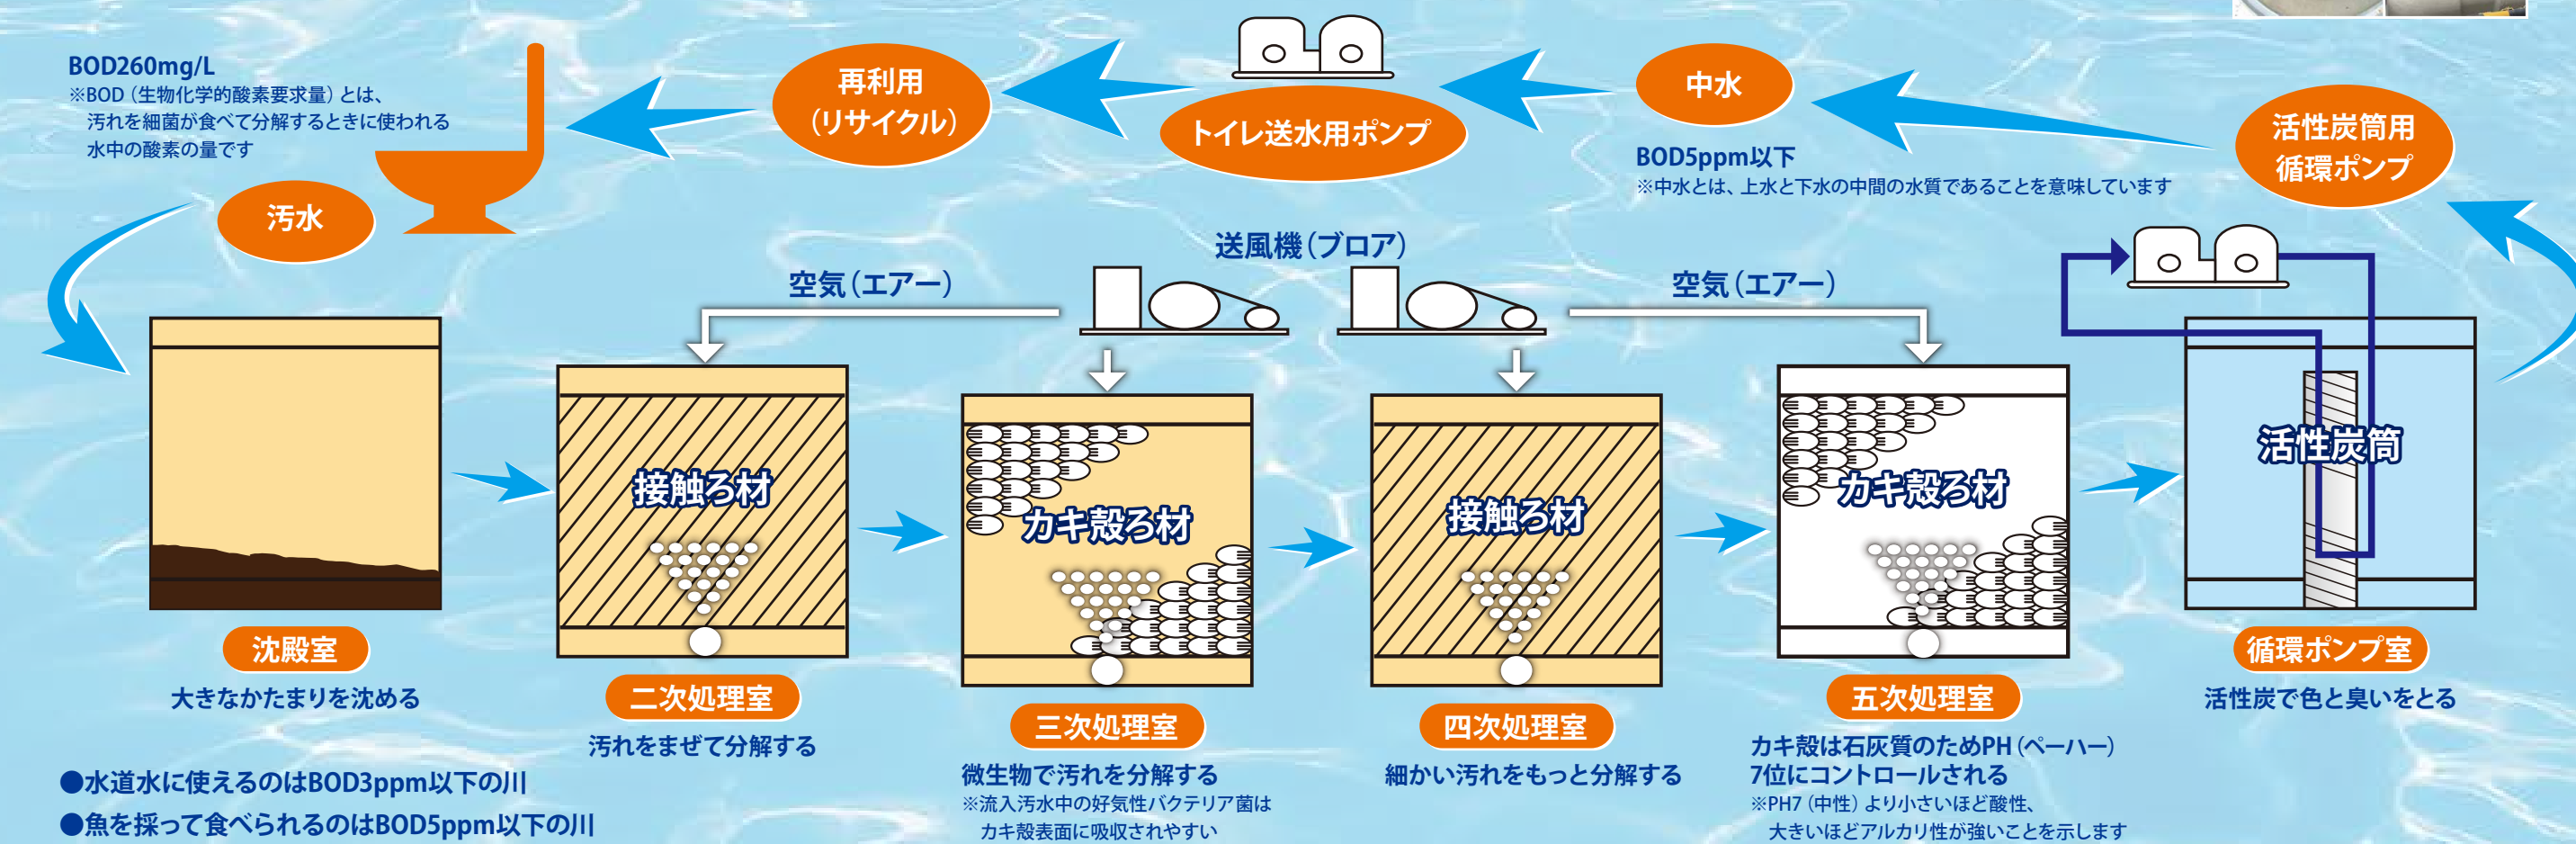 BOD260mg/L
※BOD（生物化学的酸素要求量）とは、
汚れを細菌が食べて分解するときに使われる
水中の酸素の量です
汚水
再利用
（リサイクル）
トイレ送水用ポンプ
中水
BOD5ppm以下
※中水とは、上水と下水の中間の水質であることを意味しています
活性炭筒用
循環ポンプ
送風機（ブロア）
空気（エアー）
空気（エアー）
接触ろ材
カキ殻ろ材
接触ろ材
カキ殻ろ材
活性炭筒
沈殿室
大きなかたまりを沈める
二次処理室
汚れをまぜて分解する
三次処理室
微生物で汚れを分解する
※流入汚水中の好気性バクテリア菌は
カキ殻表面に吸収されやすい
四次処理室
細かい汚れをもっと分解する
五次処理室
カキ殻は石灰質のためPH（ペーハー）
7位にコントロールされる
※PH7（中性）より小さいほど酸性、
大きいほどアルカリ性が強いことを示します
循環ポンプ室
活性炭で色と臭いをとる
●水道水に使えるのはBOD3ppm以下の川
●魚を採って食べられるのはBOD5ppm以下の川